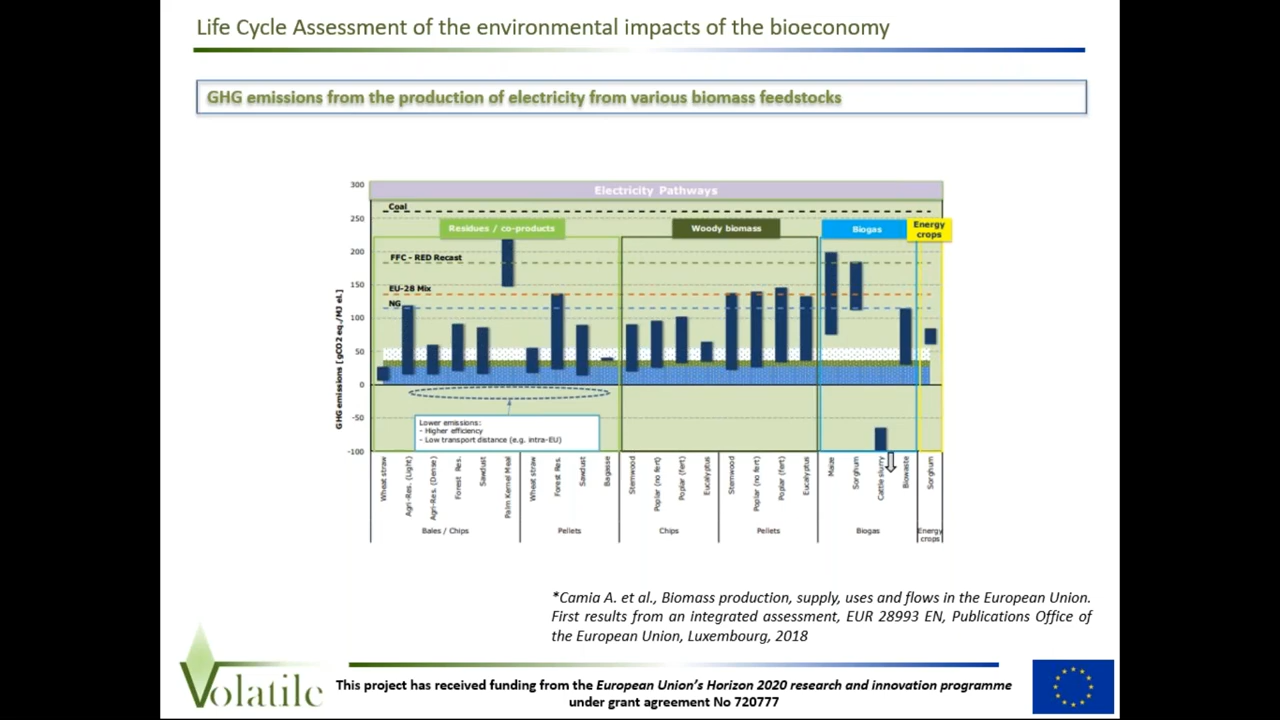 Life Cycle Assessment of the environmental impacts of the bioeconomy
GHG emissions from the production of electricity from various biomass feedstocks
Electricity Pathways
300
250
200
150
100
50
0
-50
-100
GHG emissions [gCO2 eq./MJ el.]
Coal
FFC - RED Recast
EU-28 Mix
NG
Residues / co-products
Woody biomass
Biogas
Energy
crops
Lower emissions:
- Higher efficiency
- Low transport distance (e.g. intra-EU)
Wheat straw
Agri-Res. (Light)
Agri-Res. (Dense)
Forest Res.
Sawdust
Palm Kernel Meal
Wheat straw
Forest Res.
Sawdust
Bagasse
Stemwood
Poplar (no fert)
Poplar (fert)
Eucalyptus
Stemwood
Poplar (no fert)
Poplar (fert)
Eucalyptus
Maize
Sorghum
Cattle slurry
Biowaste
Sorghum
Bales / Chips
Pellets
Chips
Pellets
Biogas
Energy
crops
*Camia A. et al., Biomass production, supply, uses and flows in the European Union.
First results from an integrated assessment, EUR 28993 EN, Publications Office of
the European Union, Luxembourg, 2018
Volatile
This project has received funding from the European Union's Horizon 2020 research and innovation programme
under grant agreement No 720777